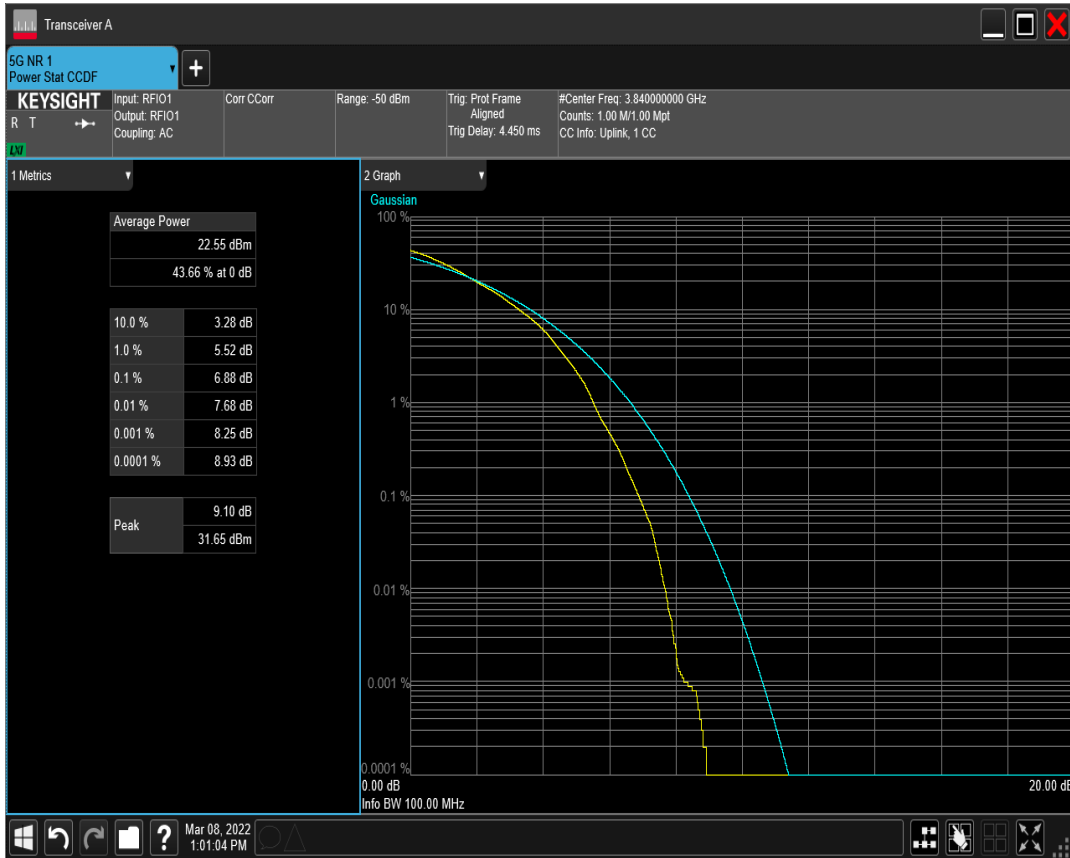 Transceiver A
5G NR 1
Power Stat CCDF
+
KEYSIGHT
R T
LXI
Input: RFIO1
Output: RFIO1
Coupling: AC
Corr CCorr
Range: -50 dBm
Trig: Prot Frame
Aligned
Trig Delay: 4.450 ms
#Center Freq: 3.840000000 GHz
Counts: 1.00 M/1.00 Mpt
CC Info: Uplink, 1 CC
1 Metrics
Average Power
22.55 dBm
43.66 % at 0 dB
10.0 % 3.28 dB
1.0 % 5.52 dB
0.1 % 6.88 dB
0.01 % 7.68 dB
0.001 % 8.25 dB
0.0001 % 8.93 dB
Peak
9.10 dB
31.65 dBm
2 Graph
Gaussian
100 %
10 %
1 %
0.1 %
0.01 %
0.001 %
0.0001 %
0.00 dB 20.00 dB
Info BW 100.00 MHz
?
Mar 08, 2022
1:01:04 PM